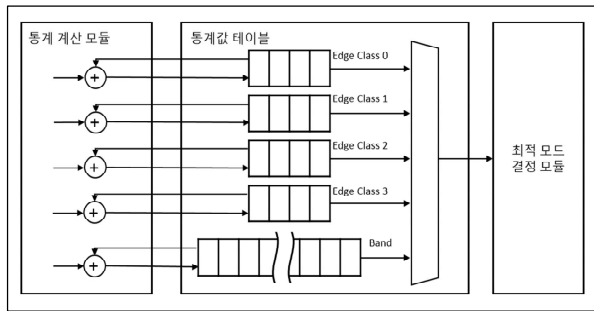 통계 계산 모듈
통계값 테이블
Edge Class 0
Edge Class 1
Edge Class 2
Edge Class 3
Band
최적 모드
결정 모듈